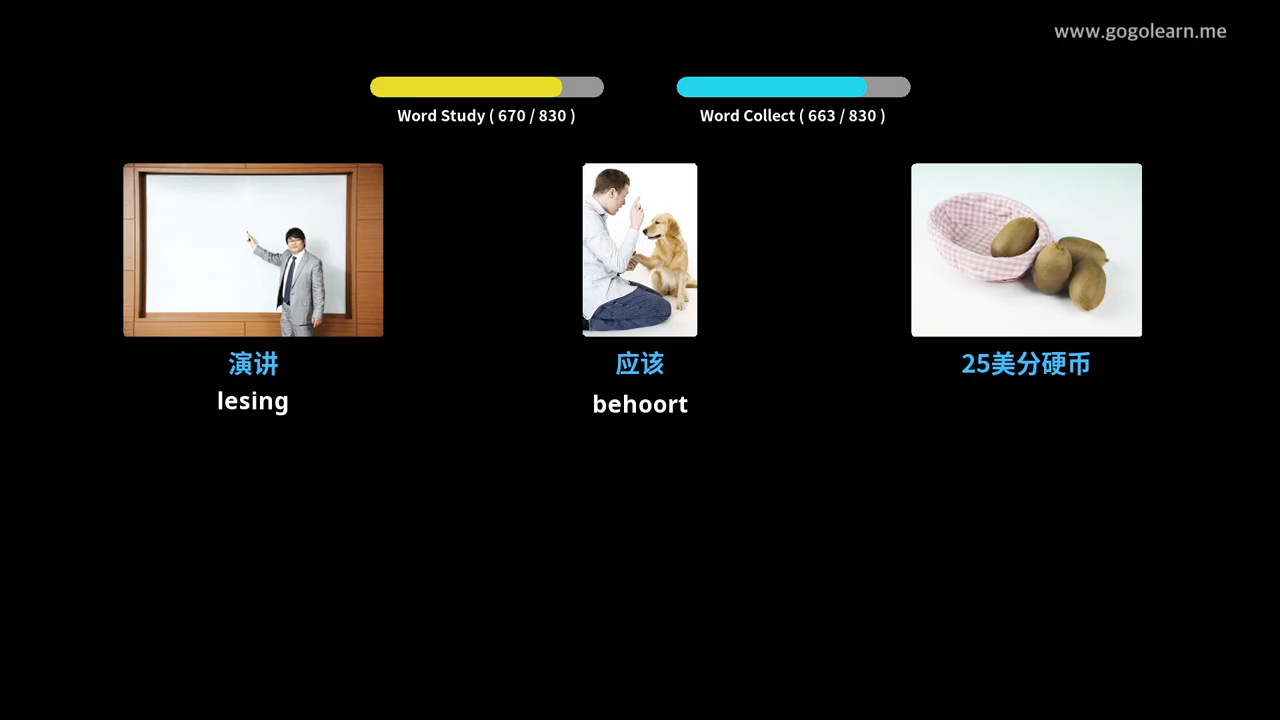 www.gogolearn.me
Word Study ( 670 / 830 )
Word Collect ( 663 / 830 )
演讲
应该
25美分硬币
lesing
behoort